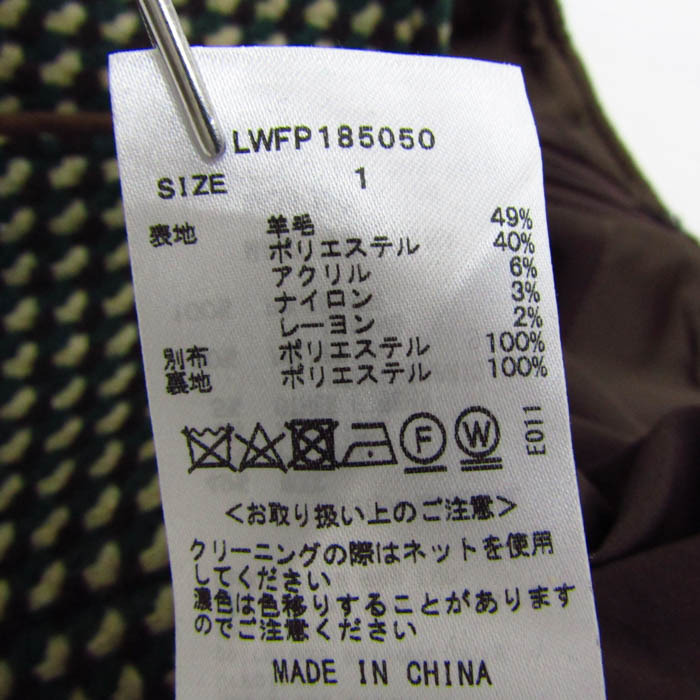 LWFP185050
SIZE 1
表地 羊毛 49%
ポリエステル 40%
アクリル 6%
ナイロン 3%
レーヨン 2%
別布 ポリエステル 100%
裏地 ポリエステル 100%
F W
E011
<お取り扱い上のご注意>
クリーニングの際はネットを使用
してください
濃色は色移りすることがあります
のでご注意ください
MADE IN CHINA